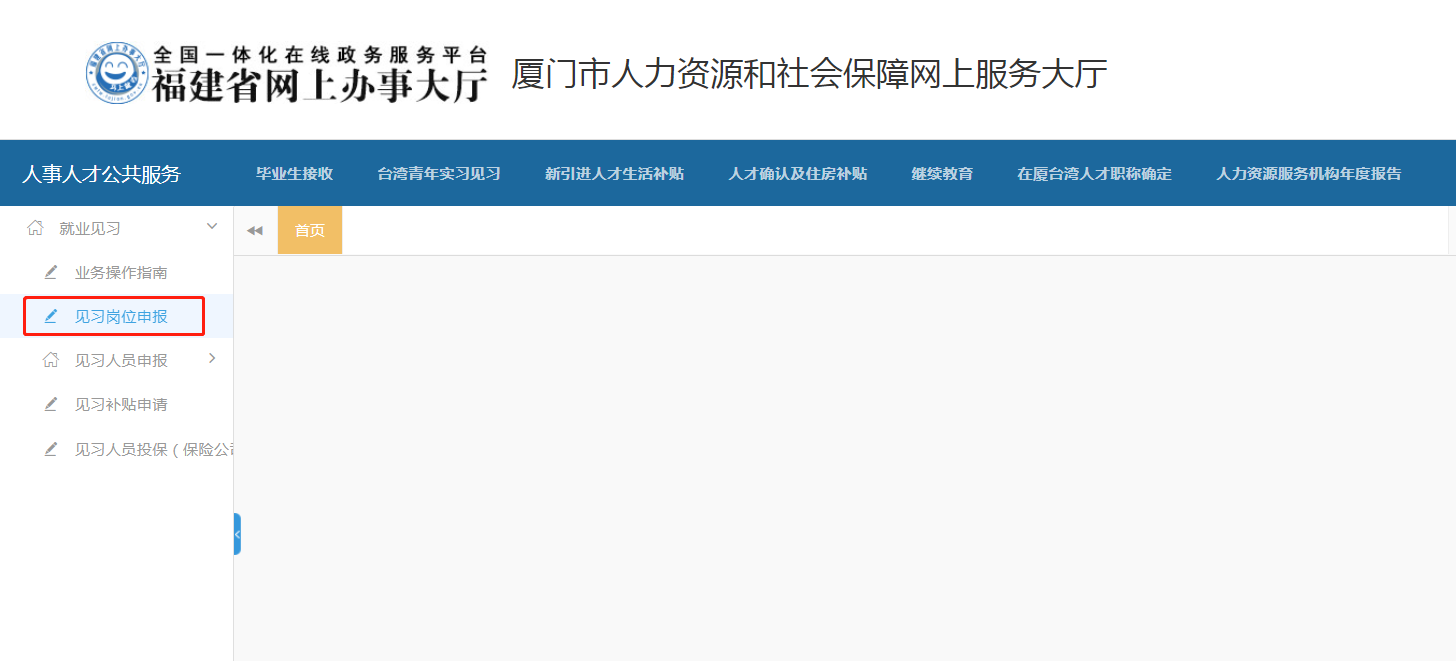 全国一体化在线政务服务平台
福建省网上办事大厅
厦门市人力资源和社会保障网上服务大厅
人事人才公共服务
毕业生接收
台湾青年实习见习
新引进人才生活补贴
人才确认及住房补贴
继续教育
在厦台湾人才职称确定
人力资源服务机构年度报告
就业见习
首页
业务操作指南
见习岗位申报
见习人员申报
见习补贴申请
见习人员投保（保险公